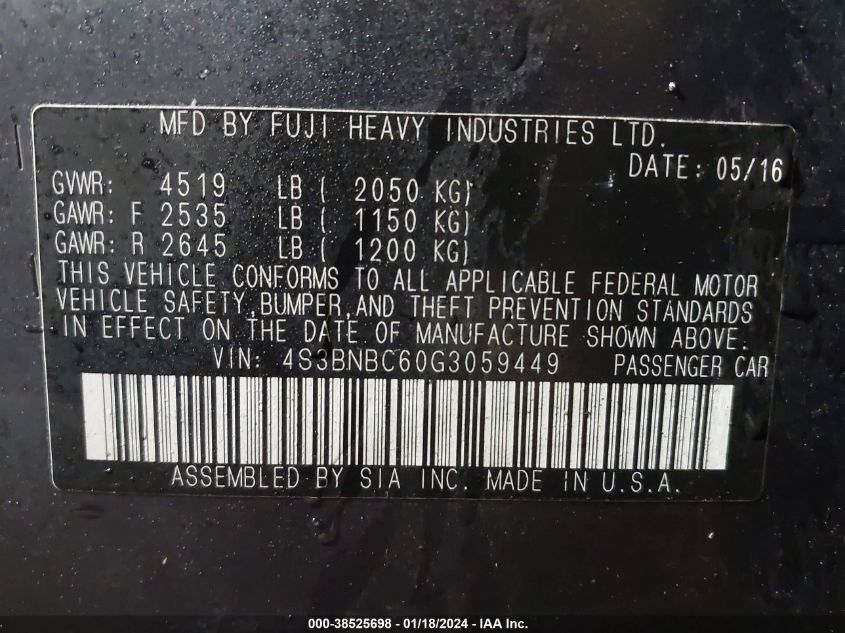 MFD BY FUJI HEAVY INDUSTRIES LTD.
DATE: 05/16
GVWR: 4519 LB ( 2050 KG)
GAWR: F 2535 LB ( 1150 KG)
GAWR: R 2645 LB ( 1200 KG)
THIS VEHICLE CONFORMS TO ALL APPLICABLE FEDERAL MOTOR
VEHICLE SAFETY,BUMPER,AND THEFT PREVENTION STANDARDS
IN EFFECT ON THE DATE OF MANUFACTURE SHOWN ABOVE.
VIN: 4S3BNBC60G3059449 PASSENGER CAR
ASSEMBLED BY SIA INC. MADE IN U.S.A.
000-38525698 - 01/18/2024 - IAA Inc.